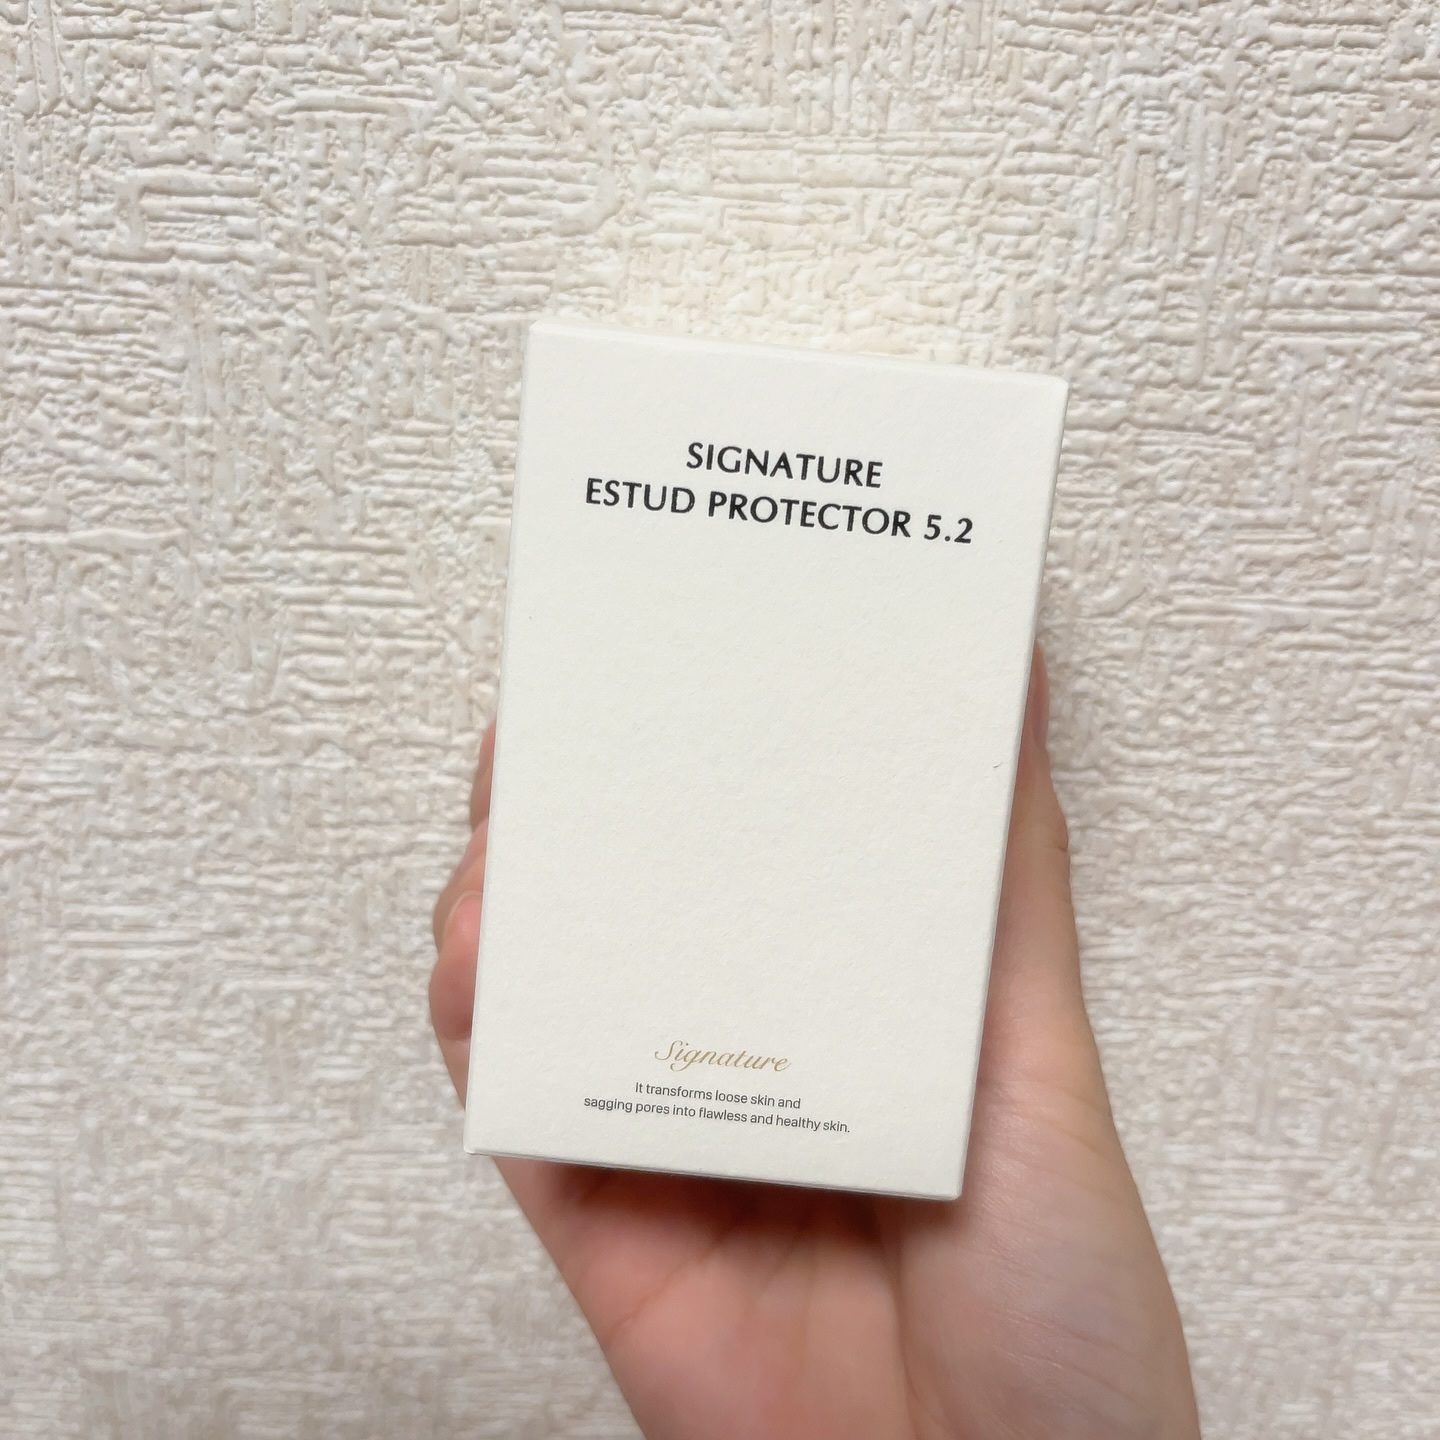 SIGNATURE
ESTUD PROTECTOR 5.2
Signature
It transforms loose skin and
sagging pores into flawless and healthy skin.